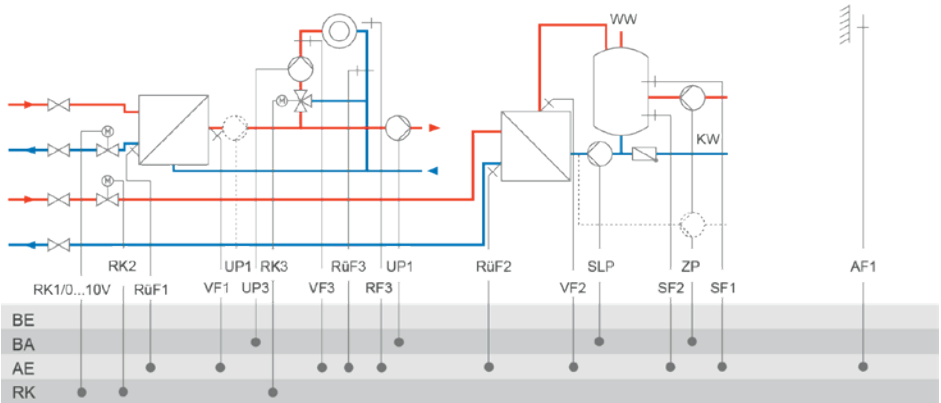 WW
M
M
KW
M
RK2 UP1 RK3 RüF3 UP1 RüF2 SLP ZP AF1
RK1/0...10V RüF1 VF1 UP3 VF3 RF3 VF2 SF2 SF1
BE
BA
AE
RK